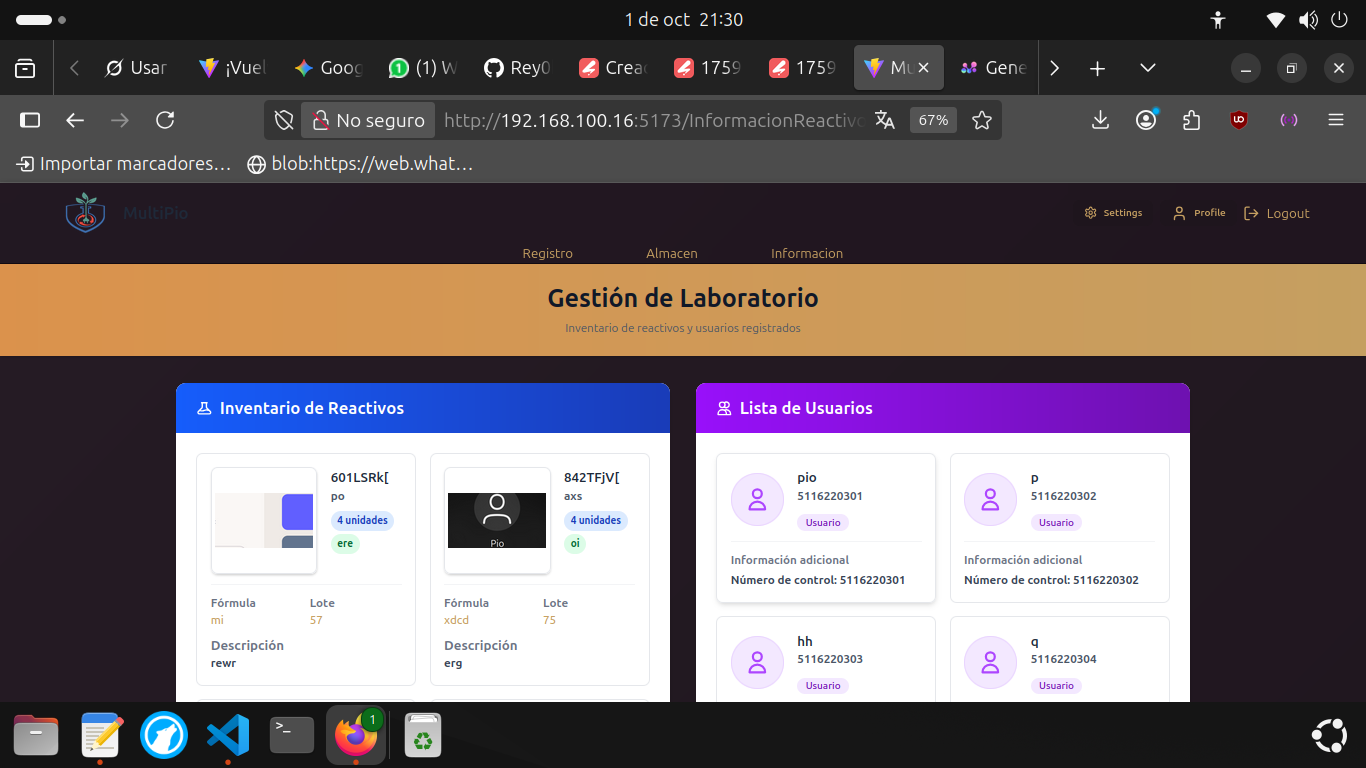 1 de oct 21:30
Usar
¡Vuel
Goog
(1) W
Rey0
Crea
1759
1759
Mu
Gene
No seguro
http://192.168.100.16:5173/InformacionReactivo
67%
Importar marcadores…
blob:https://web.what…
MultiPio
Settings
Profile
Logout
Registro
Almacen
Informacion
Gestión de Laboratorio
Inventario de reactivos y usuarios registrados
Inventario de Reactivos
601LSRk[
po
4 unidades
ere
Fórmula
Lote
mi
57
Descripción
rewr
842TFjV[
axs
Pio
4 unidades
oi
Fórmula
Lote
xdcd
75
Descripción
erg
Lista de Usuarios
pio
5116220301
Usuario
Información adicional
Número de control: 5116220301
p
5116220302
Usuario
Información adicional
Número de control: 5116220302
hh
5116220303
Usuario
q
5116220304
Usuario
1